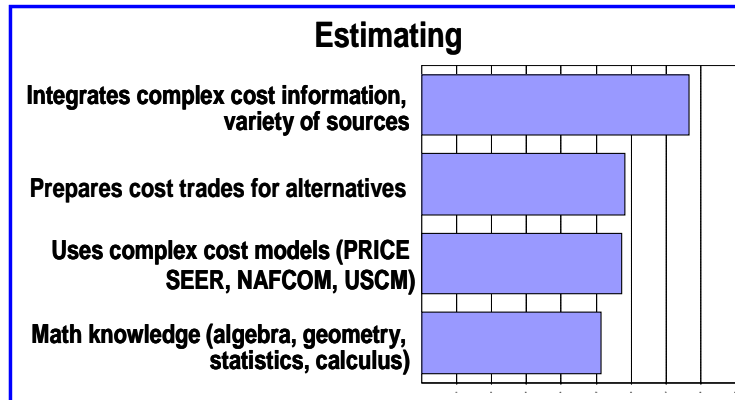 Estimating
Integrates complex cost information,
variety of sources
Prepares cost trades for alternatives
Uses complex cost models (PRICE
SEER, NAFCOM, USCM)
Math knowledge (algebra, geometry,
statistics, calculus)